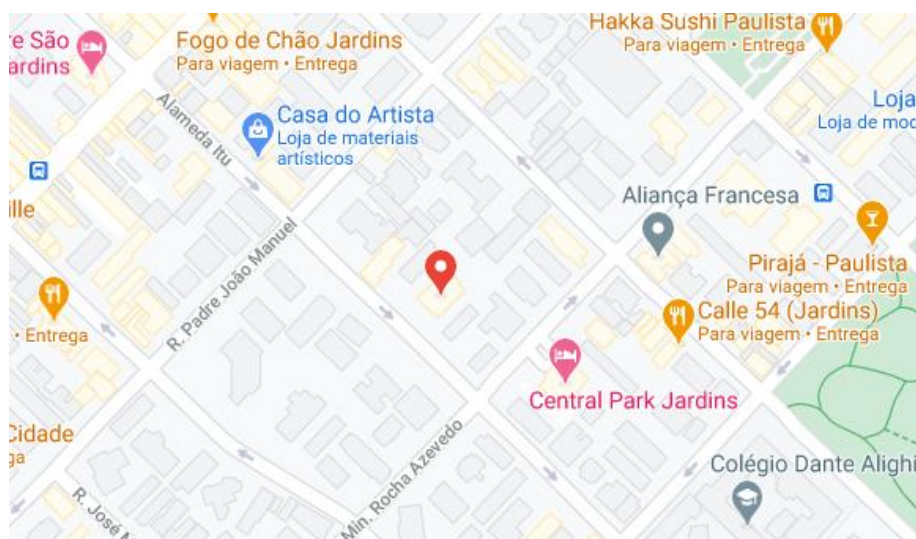 Hakka Sushi Paulista
Para viagem • Entrega
re São
ardins
Fogo de Chão Jardins
Para viagem • Entrega
Loja
Loja de mod
Alameda Itu
Casa do Artista
Loja de materiais
artísticos
Aliança Francesa
ille
R. Padre João Manuel
Pirajá - Paulista
Para viagem • Entrega
Calle 54 (Jardins)
Para viagem • Entrega
• Entrega
Central Park Jardins
Cidade
ga
Min. Rocha Azevedo
Colégio Dante Alighi
R. José M